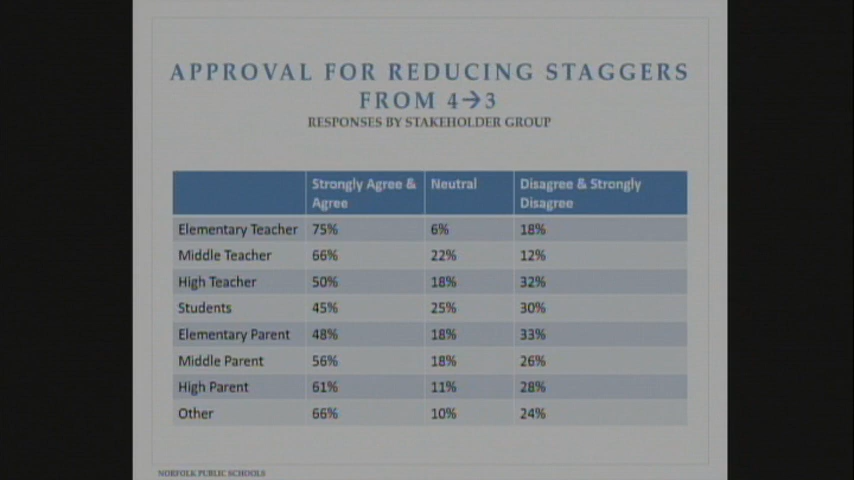 APPROVAL FOR REDUCING STAGGERS
FROM 4→3
RESPONSES BY STAKEHOLDER GROUP
Strongly Agree & Agree Neutral Disagree & Strongly Disagree
Elementary Teacher 75% 6% 18%
Middle Teacher 66% 22% 12%
High Teacher 50% 18% 32%
Students 45% 25% 30%
Elementary Parent 48% 18% 33%
Middle Parent 56% 18% 26%
High Parent 61% 11% 28%
Other 66% 10% 24%
NORFOLK PUBLIC SCHOOLS